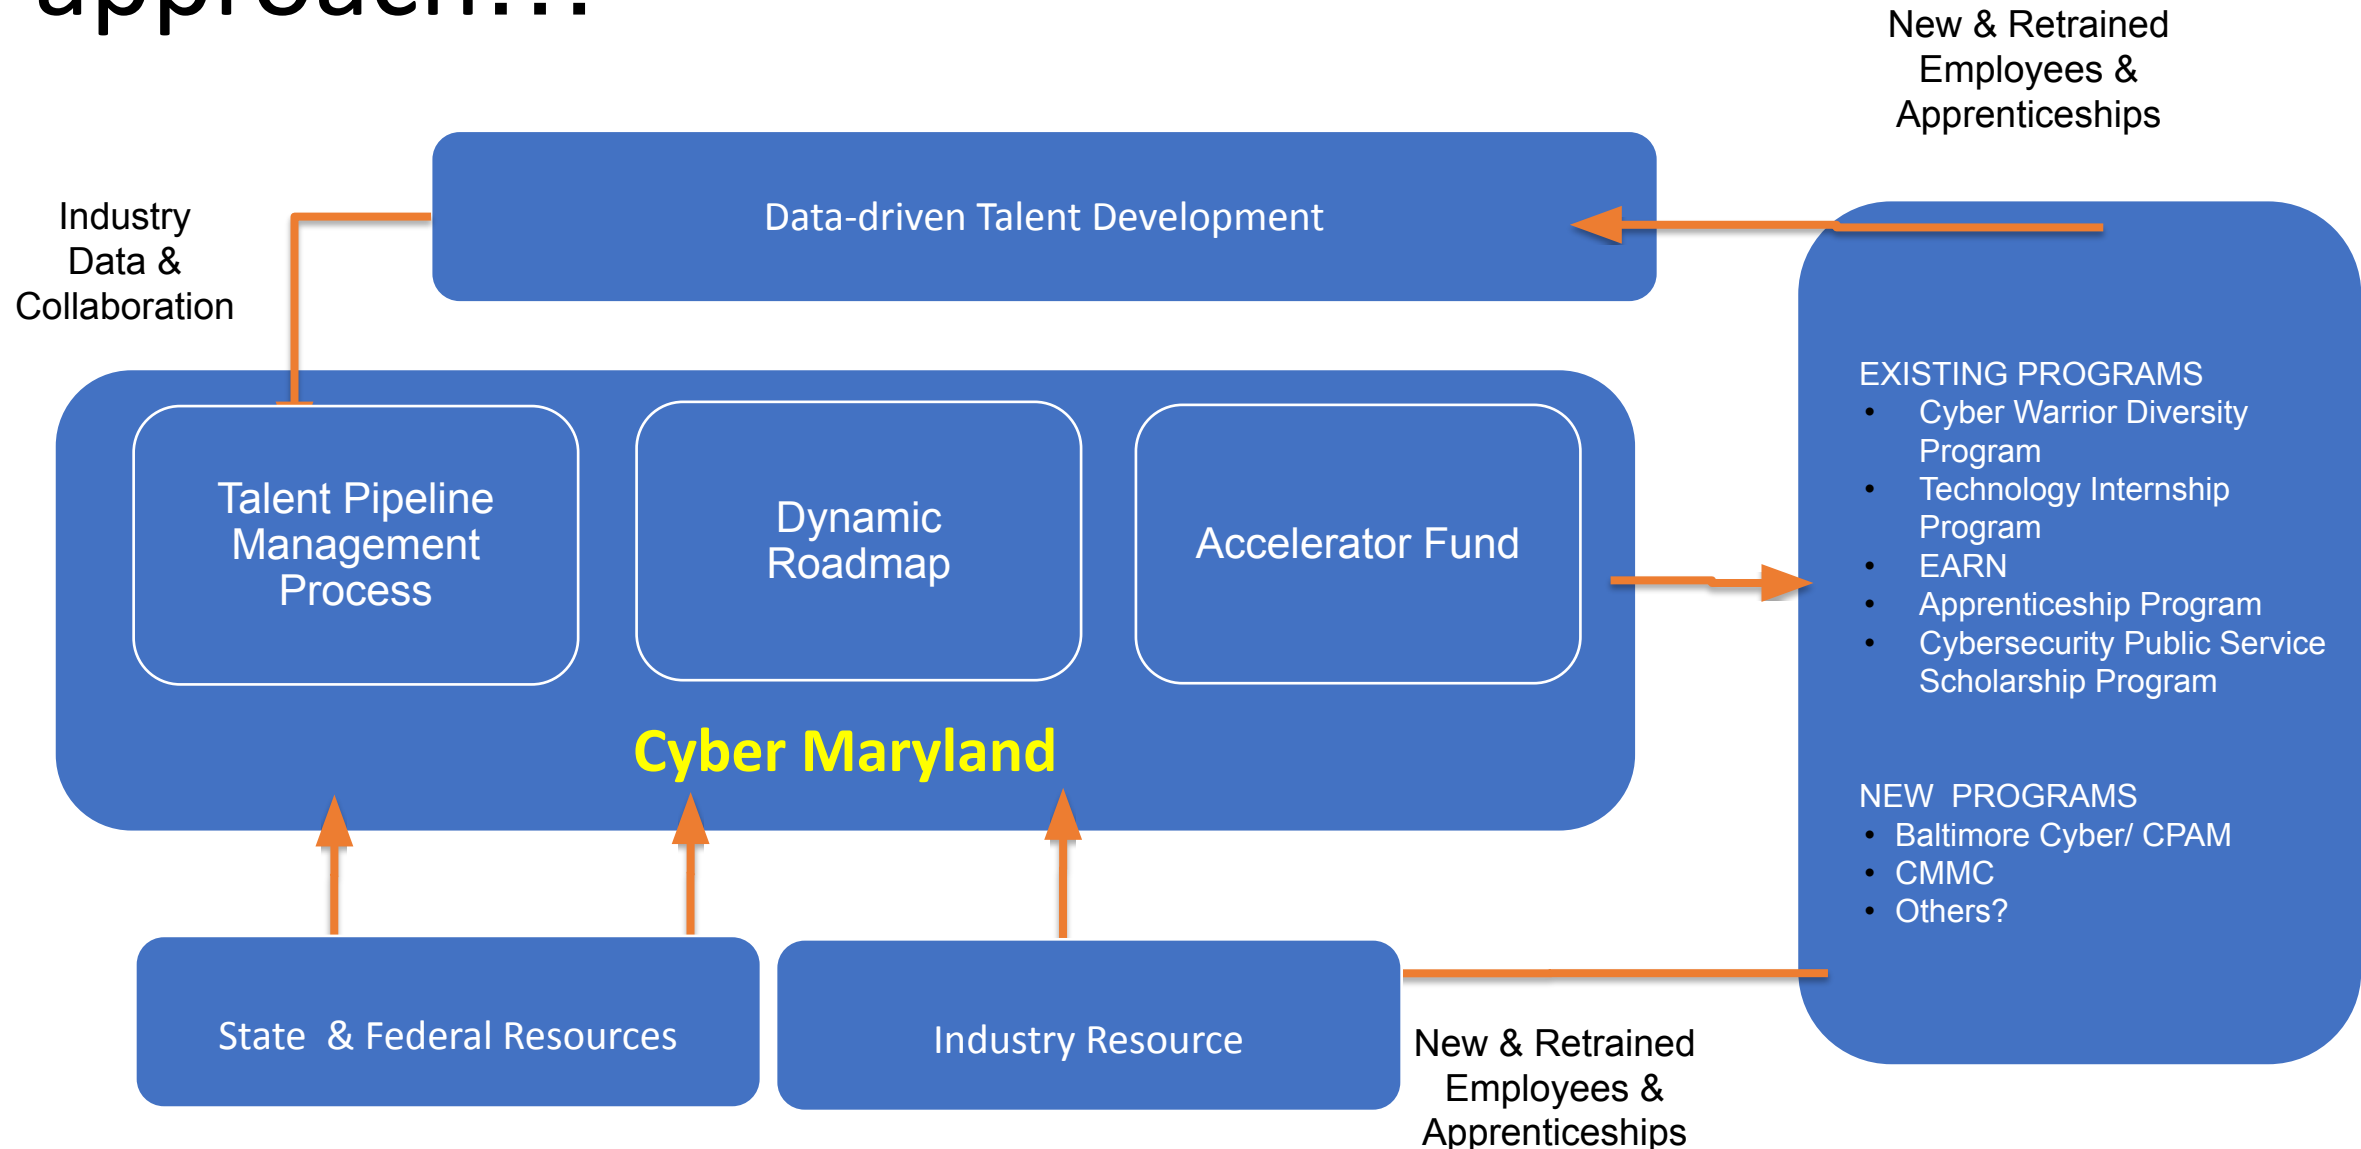 approach...
New & Retrained
Employees &
Apprenticeships
Industry
Data &
Collaboration
Data-driven Talent Development
Talent Pipeline
Management
Process
Dynamic
Roadmap
Accelerator Fund
Cyber Maryland
EXISTING PROGRAMS
• Cyber Warrior Diversity
Program
• Technology Internship
Program
• EARN
• Apprenticeship Program
• Cybersecurity Public Service
Scholarship Program
NEW  PROGRAMS
• Baltimore Cyber/ CPAM
• CMMC
• Others?
State  & Federal Resources
Industry Resource
New & Retrained
Employees &
Apprenticeships